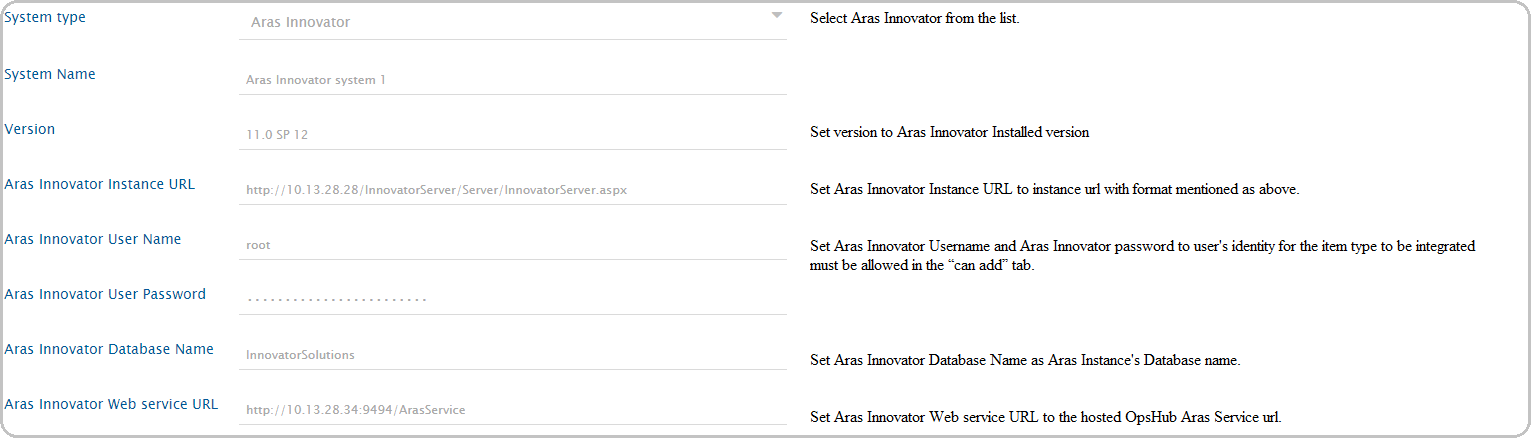 System type
Aras Innovator
Select Aras Innovator from the list.
System Name
Aras Innovator system 1
Version
11.0 SP 12
Set version to Aras Innovator Installed version
Aras Innovator Instance URL
http://10.13.28.28/InnovatorServer/Server/InnovatorServer.aspx
Set Aras Innovator Instance URL to instance url with format mentioned as above.
Aras Innovator User Name
root
Set Aras Innovator Username and Aras Innovator password to user's identity for the item type to be integrated
must be allowed in the “can add” tab.
Aras Innovator User Password
Aras Innovator Database Name
InnovatorSolutions
Set Aras Innovator Database Name as Aras Instance's Database name.
Aras Innovator Web service URL
http://10.13.28.34:9494/ArasService
Set Aras Innovator Web service URL to the hosted OpsHub Aras Service url.